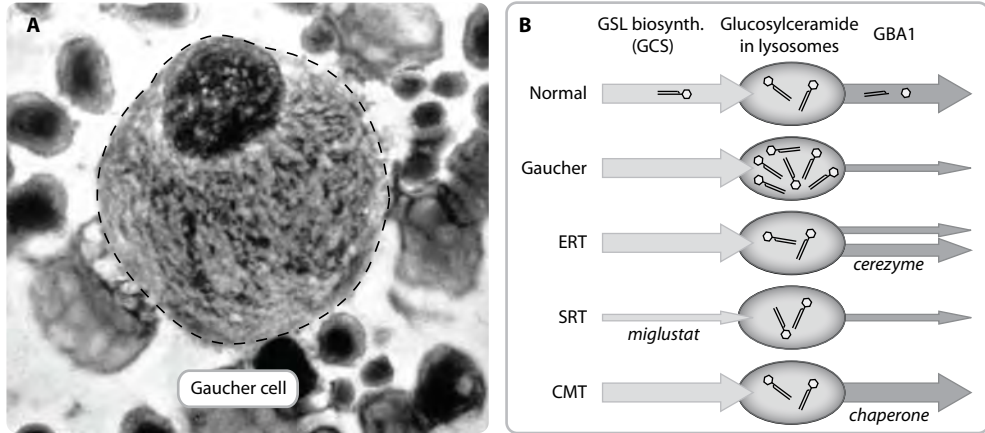 A
Gaucher cell
B
GSL biosynth.
(GCS)
Glucosylceramide
in lysosomes
GBA1
Normal
Gaucher
ERT
cerezyme
SRT
miglustat
CMT
chaperone